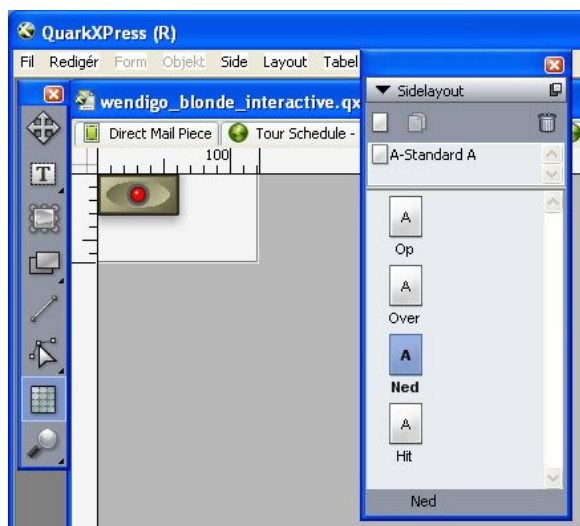 QuarkXPress (R)
Fil Redigér Form Objekt Side Layout Tabel
wendigo_blonde_interactive.qx
Direct Mail Piece Tour Schedule -
100
T
Sidelayout
A-Standard A
A
Op
A
Over
A
Ned
A
Hit
Ned